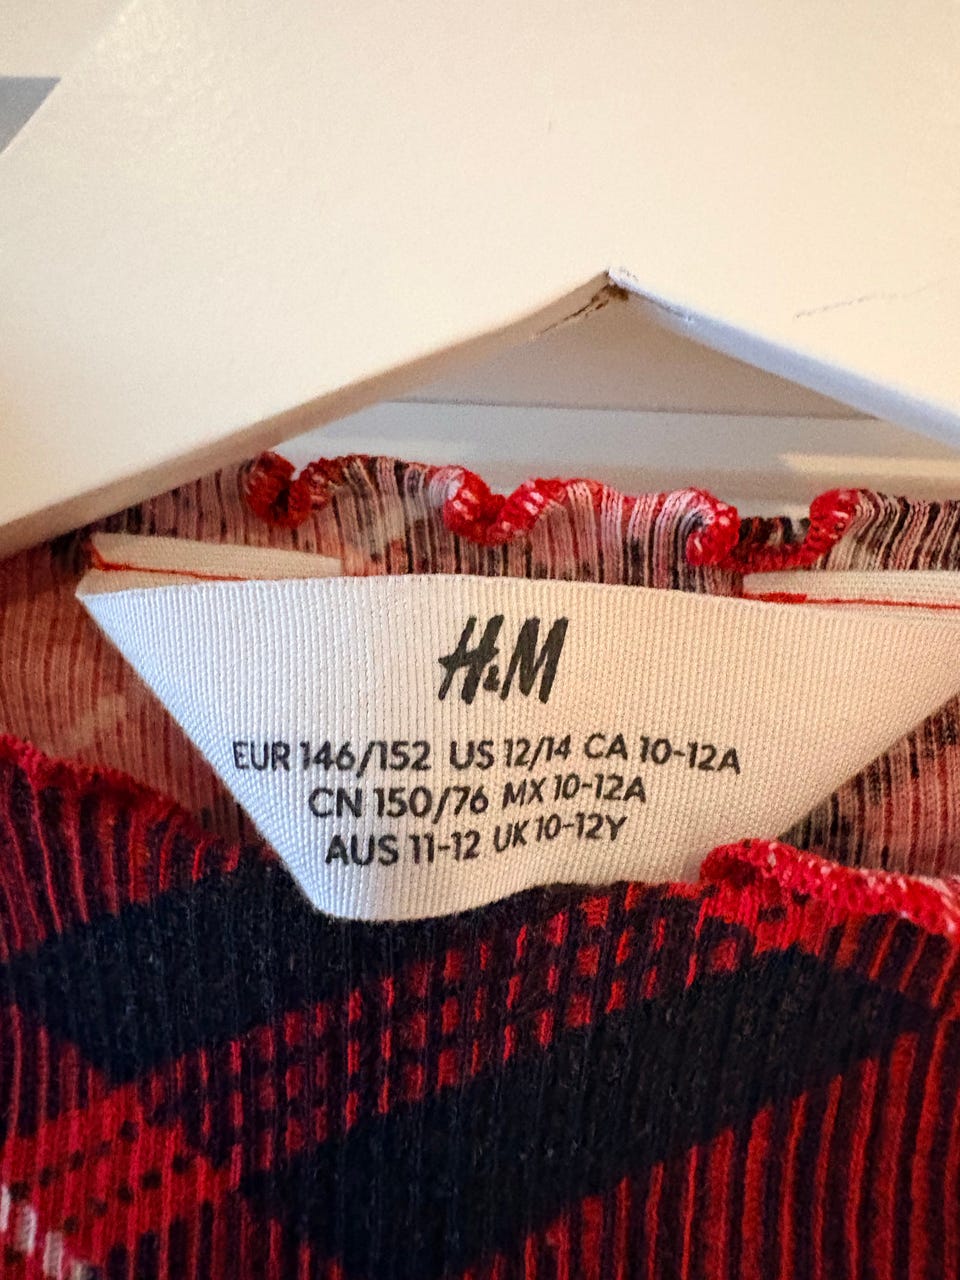 H&M
EUR 146/152 US 12/14 CA 10-12A
CN 150/76 MX 10-12A
AUS 11-12 UK 10-12Y